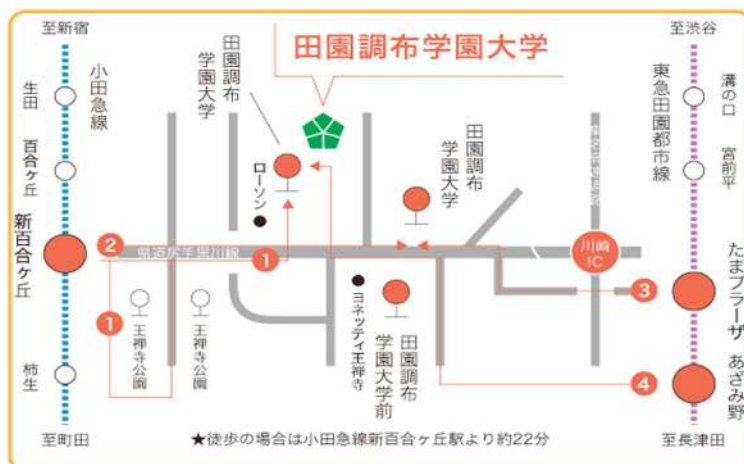 至新宿
至渋谷
田園調布学園大学
小田急線
生田
百合ヶ丘
新百合ヶ丘
柿生
至町田
田園調布
学園大学
ローソン
田園調布
学園大学
東急田園都市線
溝の口
宮前平
たまプラーザ
あざみ野
至長津田
2
県道尻手黒川線
1
川崎
IC
3
1
王禅寺公園
王禅寺公園
ヨネッティ王禅寺
田園調布
学園大学前
4
★徒歩の場合は小田急線新百合ヶ丘駅より約22分